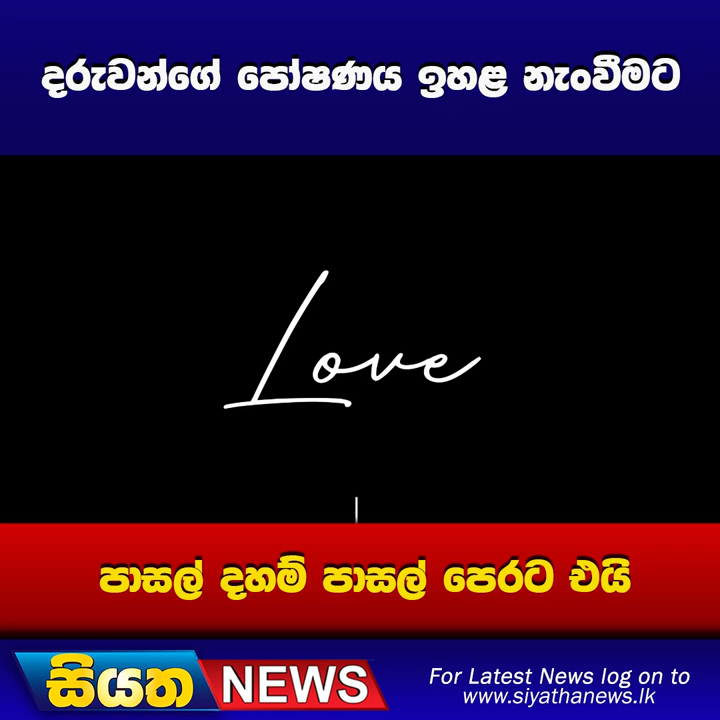 දරුවන්ගේ පෝෂණය ඉහළ නැංවීමට
Love
පාසල් දහම් පාසල් පෙරට එයි
සියත NEWS
For Latest News log on to
www.siyathanews.lk